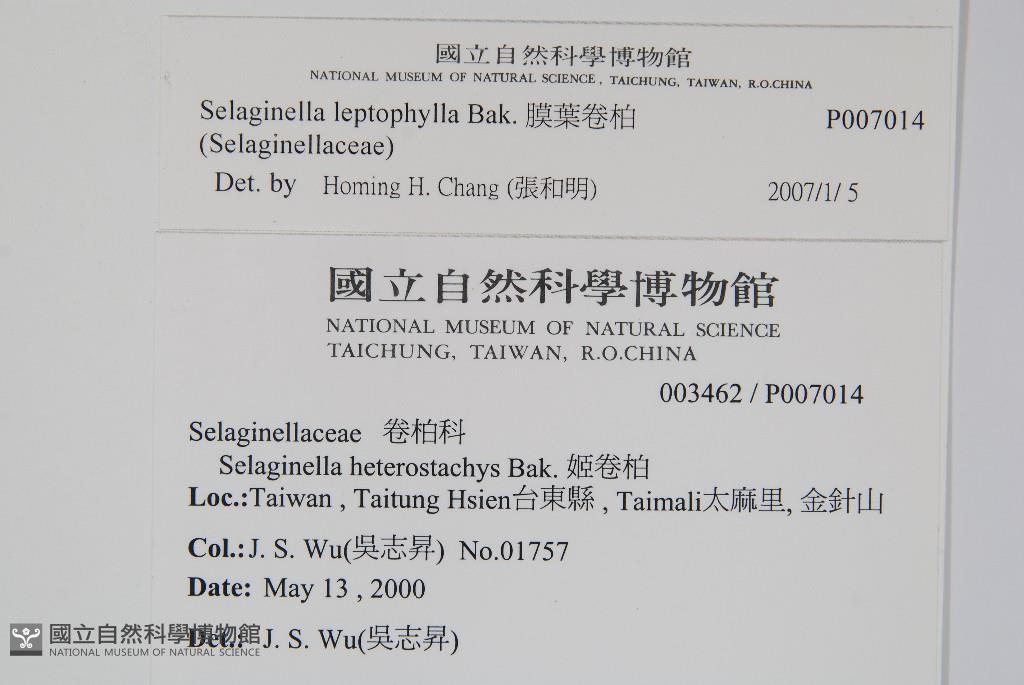 國立自然科學博物館
NATIONAL MUSEUM OF NATURAL SCIENCE , TAICHUNG, TAIWAN, R.O.CHINA
Selaginella leptophylla Bak. 膜葉卷柏 P007014
(Selaginellaceae)
Det. by Homing H. Chang (張和明) 2007/1/ 5
國立自然科學博物館
NATIONAL MUSEUM OF NATURAL SCIENCE
TAICHUNG, TAIWAN, R.O.CHINA
003462 / P007014
Selaginellaceae 卷柏科
Selaginella heterostachys Bak. 姬卷柏
Loc.:Taiwan , Taitung Hsien台東縣 , Taimali太麻里, 金針山
Col.:J. S. Wu(吳志昇) No.01757
Date: May 13 , 2000
Det.: J. S. Wu(吳志昇)
國立自然科學博物館
NATIONAL MUSEUM OF NATURAL SCIENCE